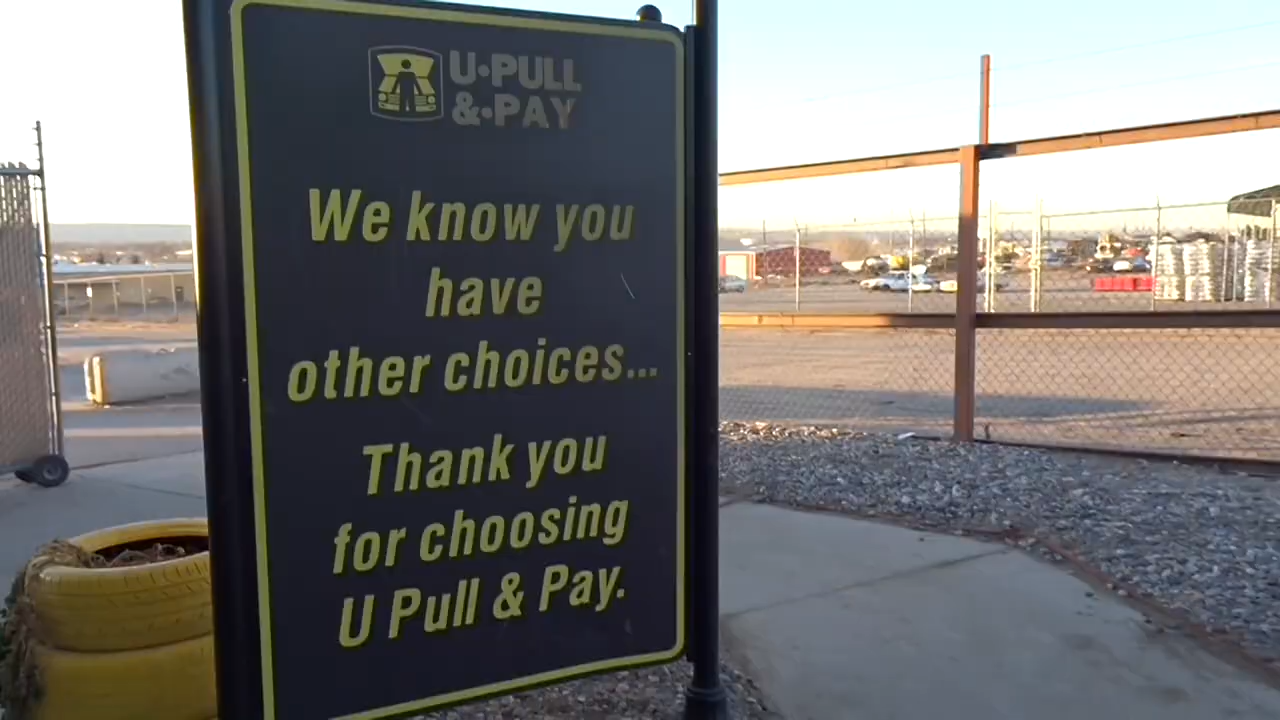 U•PULL
&•PAY
We know you
have
other choices...
Thank you
for choosing
U Pull & Pay.